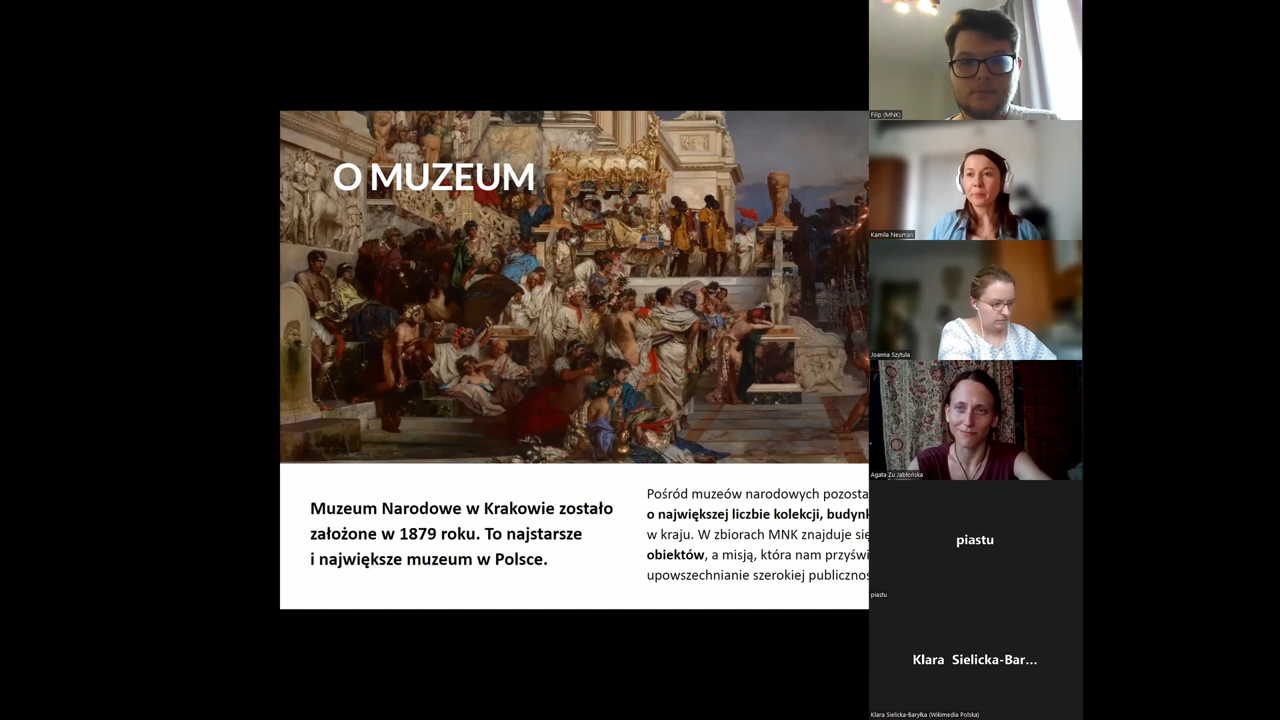 O MUZEUM
Muzeum Narodowe w Krakowie zostało
założone w 1879 roku. To najstarsze
i największe muzeum w Polsce.
Pośród muzeów narodowych pozosta
o największej liczbie kolekcji, budynk
w kraju. W zbiorach MNK znajduje się
obiektów, a misją, która nam przyświ
upowszechnianie szerokiej publicznoś
Filip (MNK)
Kamila Neuman
Joanna Szytula
Agata Zu Jabłońska
piastu
piastu
Klara Sielicka-Bar...
Klara Sielicka-Baryłka (Wikimedia Polska)